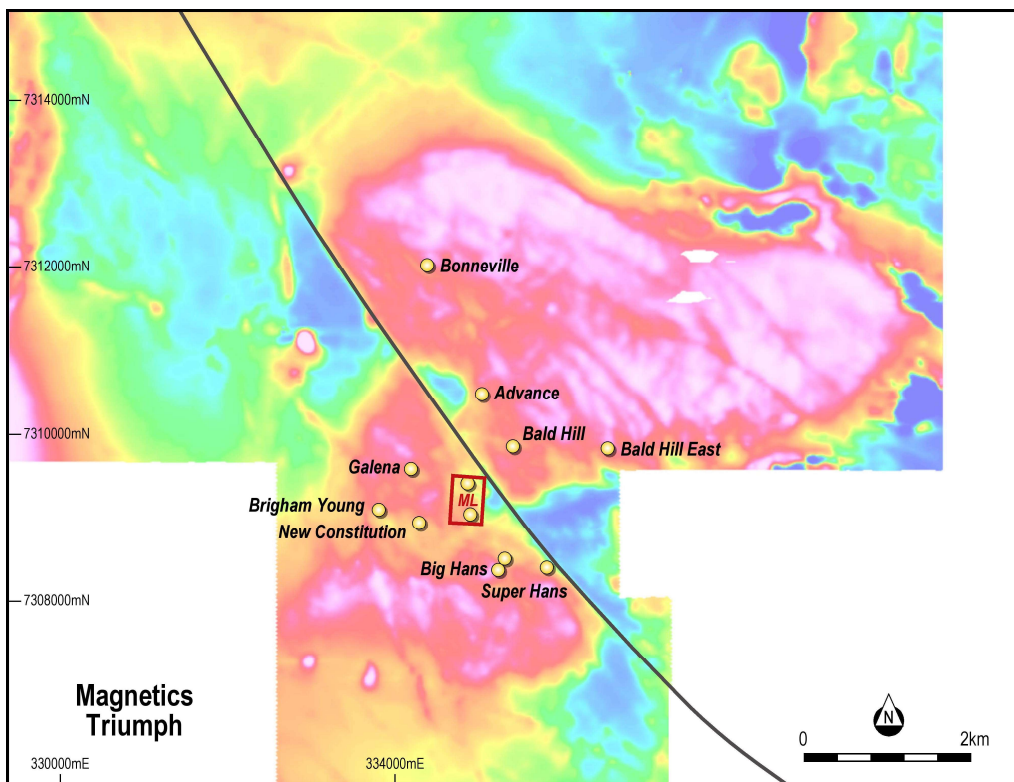 7314000mN
7312000mN
Bonneville
Advance
7310000mN
Bald Hill
Bald Hill East
Galena
ML
Brigham Young
New Constitution
Big Hans
Super Hans
7308000mN
Magnetics
Triumph
N
0 2km
330000mE 334000mE